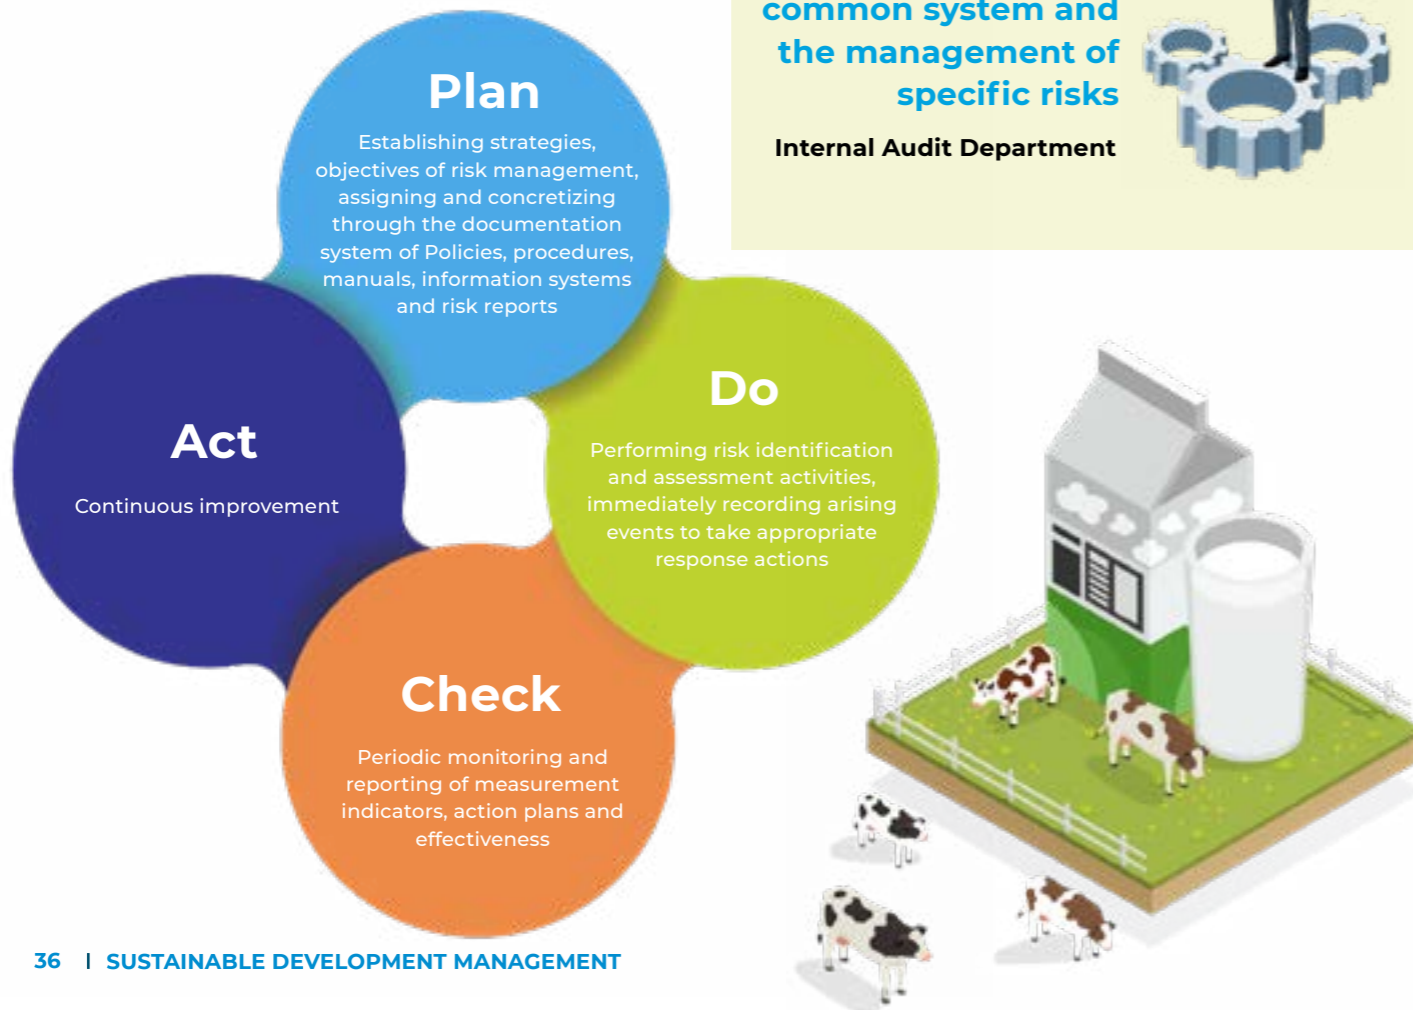 common system and
the management of
specific risks
Internal Audit Department
Plan
Establishing strategies,
objectives of risk management,
assigning and concretizing
through the documentation
system of Policies, procedures,
manuals, information systems
and risk reports
Do
Performing risk identification
and assessment activities,
immediately recording arising
events to take appropriate
response actions
Act
Continuous improvement
Check
Periodic monitoring and
reporting of measurement
indicators, action plans and
effectiveness
36 | SUSTAINABLE DEVELOPMENT MANAGEMENT